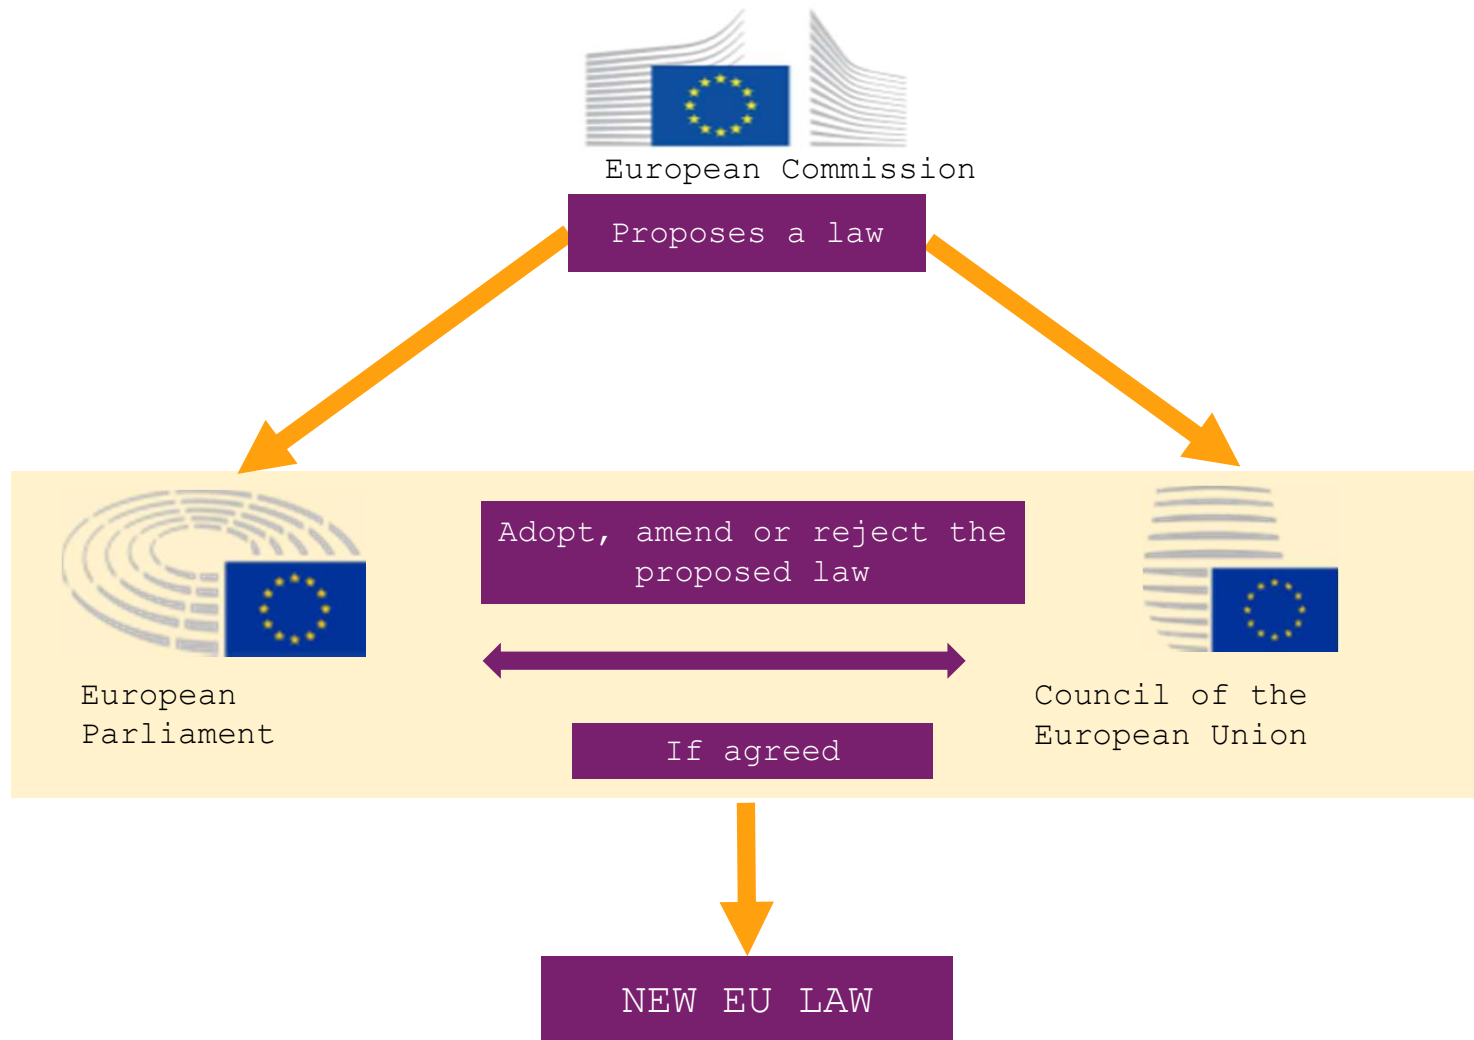 European Commission
Proposes a law
Adopt, amend or reject the
proposed law
European
Parliament
Council of the
European Union
If agreed
NEW EU LAW